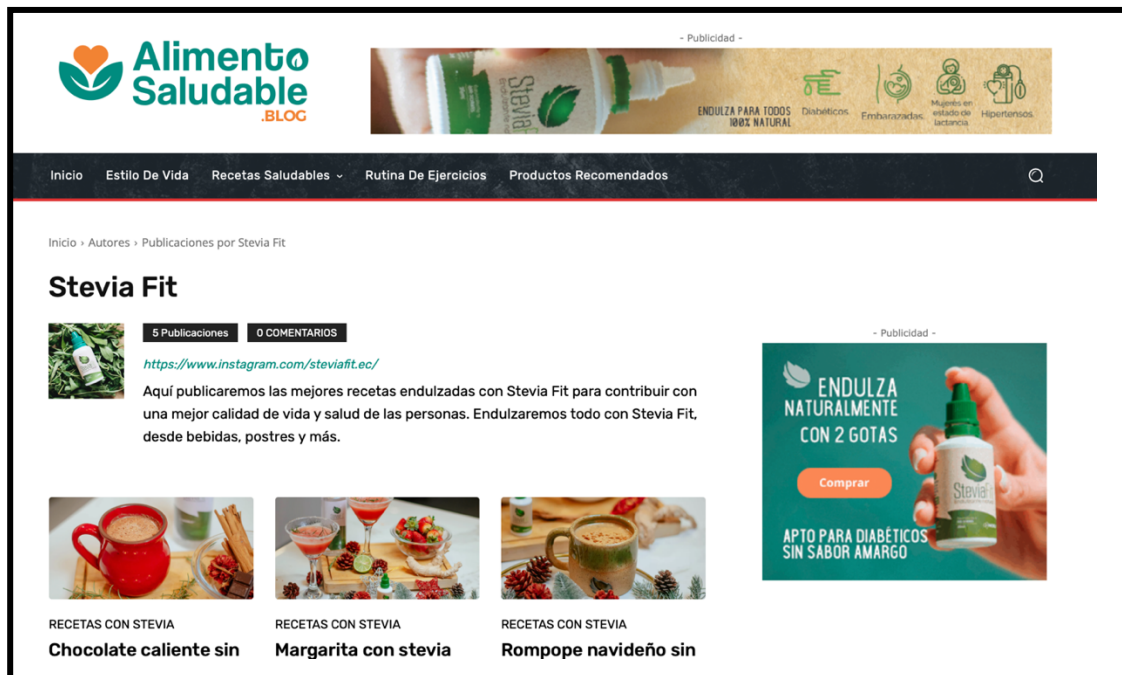 Alimento
Saludable
.BLOG
- Publicidad -
SteviaF
ENDULZA PARA TODOS
100% NATURAL
Diabéticos
Embarazadas
Mujeres en
estado de
lactancia
Hipertensos
Inicio
Estilo De Vida
Recetas Saludables
Rutina De Ejercicios
Productos Recomendados
Inicio › Autores › Publicaciones por Stevia Fit
Stevia Fit
5 Publicaciones
0 COMENTARIOS
https://www.instagram.com/steviafit.ec/
Aquí publicaremos las mejores recetas endulzadas con Stevia Fit para contribuir con
una mejor calidad de vida y salud de las personas. Endulzaremos todo con Stevia Fit,
desde bebidas, postres y más.
- Publicidad -
ENDULZA
NATURALMENTE
CON 2 GOTAS
Comprar
APTO PARA DIABÉTICOS
SIN SABOR AMARGO
SteviaF
RECETAS CON STEVIA
Chocolate caliente sin
RECETAS CON STEVIA
Margarita con stevia
RECETAS CON STEVIA
Rompope navideño sin